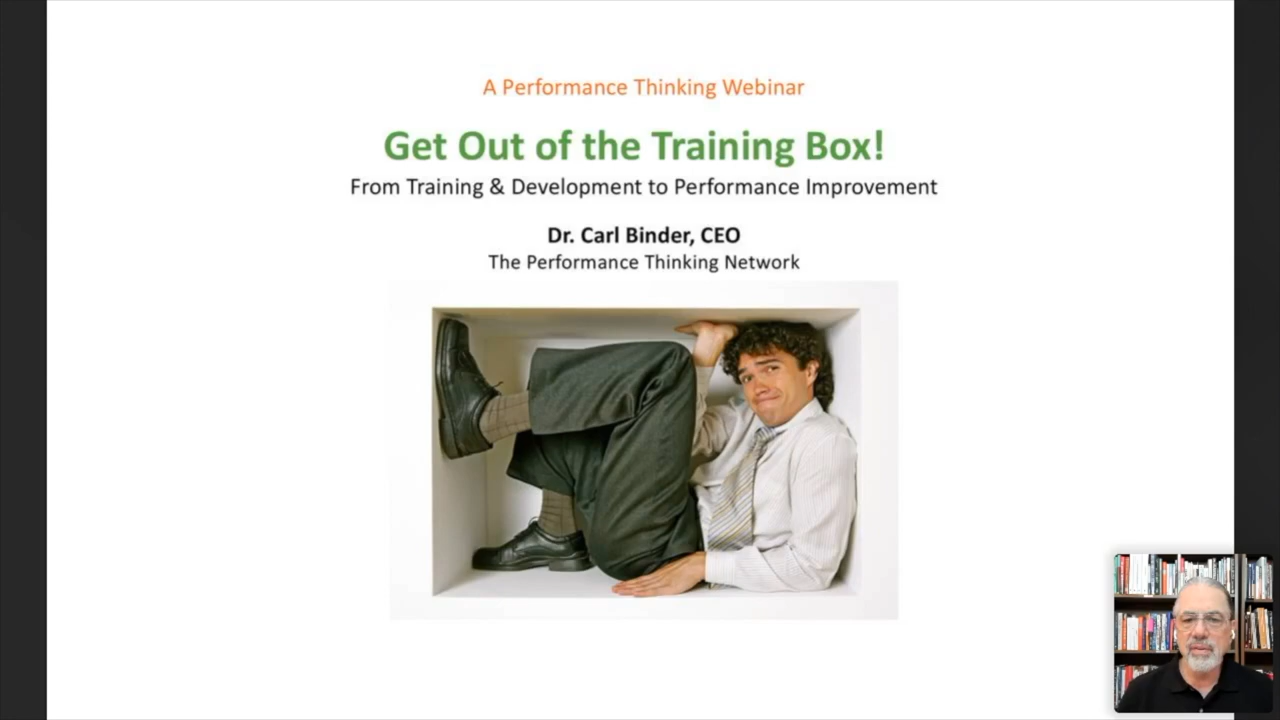 A Performance Thinking Webinar
Get Out of the Training Box!
From Training & Development to Performance Improvement
Dr. Carl Binder, CEO
The Performance Thinking Network